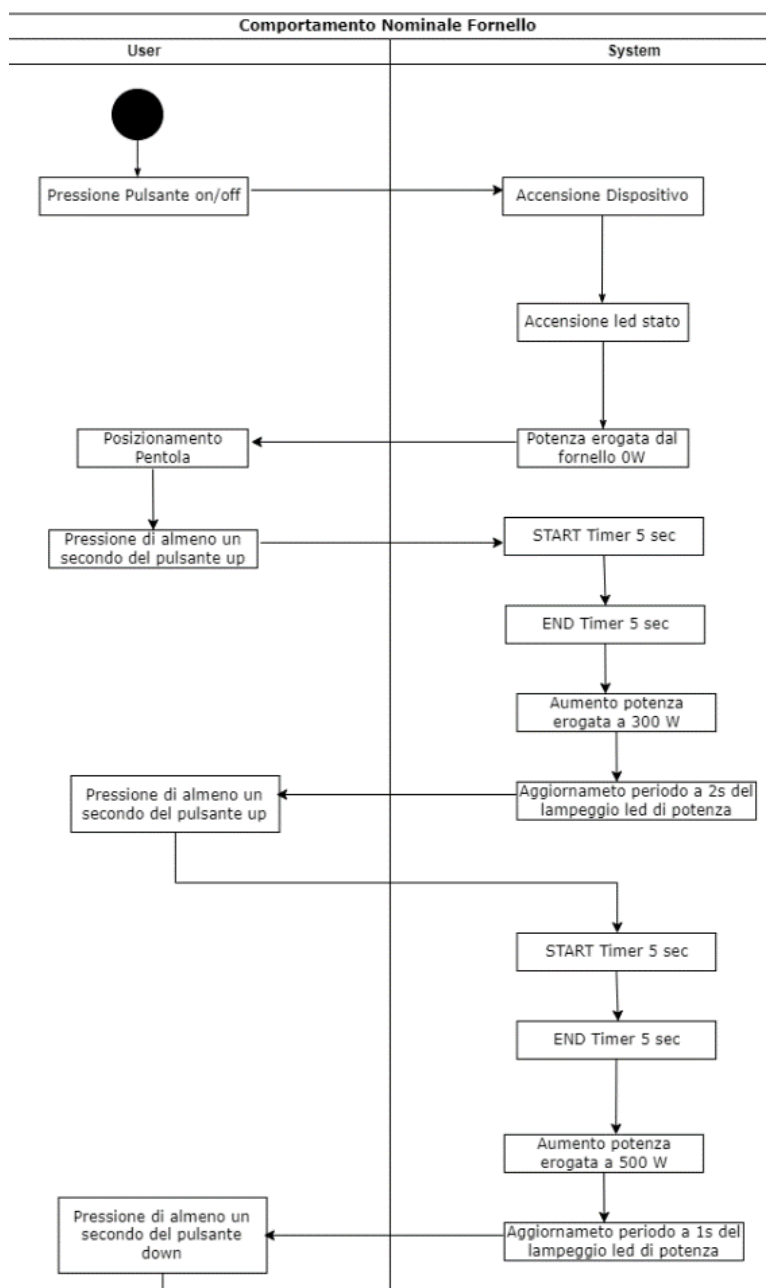 Comportamento Nominale Fornello
User
System
Pressione Pulsante on/off
Accensione Dispositivo
Accensione led stato
Potenza erogata dal
fornello 0W
Posizionamento
Pentola
Pressione di almeno un
secondo del pulsante up
START Timer 5 sec
END Timer 5 sec
Aumento potenza
erogata a 300 W
Aggiornameto periodo a 2s del
lampeggio led di potenza
Pressione di almeno un
secondo del pulsante up
START Timer 5 sec
END Timer 5 sec
Aumento potenza
erogata a 500 W
Aggiornameto periodo a 1s del
lampeggio led di potenza
Pressione di almeno un
secondo del pulsante
down